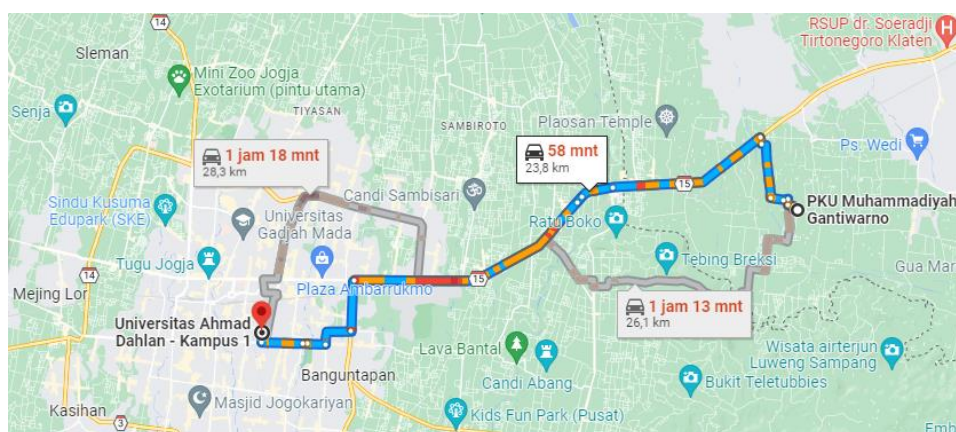 14
RSUP dr. Soeradji
Tirtonegoro Klaten
H
Sleman
Mini Zoo Jogja
Exotarium (pintu utama)
Senja
TIYASAN
SAMBIROTO
Plaosan Temple
Ps. Wedi
1 jam 18 mnt
28,3 km
58 mnt
23,8 km
Candi Sambisari
15
PKU Muhammadiyah
Gantiwarno
Sindu Kusuma
Edupark (SKE)
Universitas
Gadjah Mada
Ratu Boko
Tugu Jogja
Tebing Breksi
Gua Mar
14
Mejing Lor
Plaza Ambarrukmo
15
1 jam 13 mnt
26,1 km
Universitas Ahmad
Dahlan - Kampus 1
Lava Bantal
Wisata airterjun
Luweng Sampang
Banguntapan
Candi Abang
Bukit Teletubbies
Masjid Jogokariyan
Kasihan
3
Kids Fun Park (Pusat)
Emb